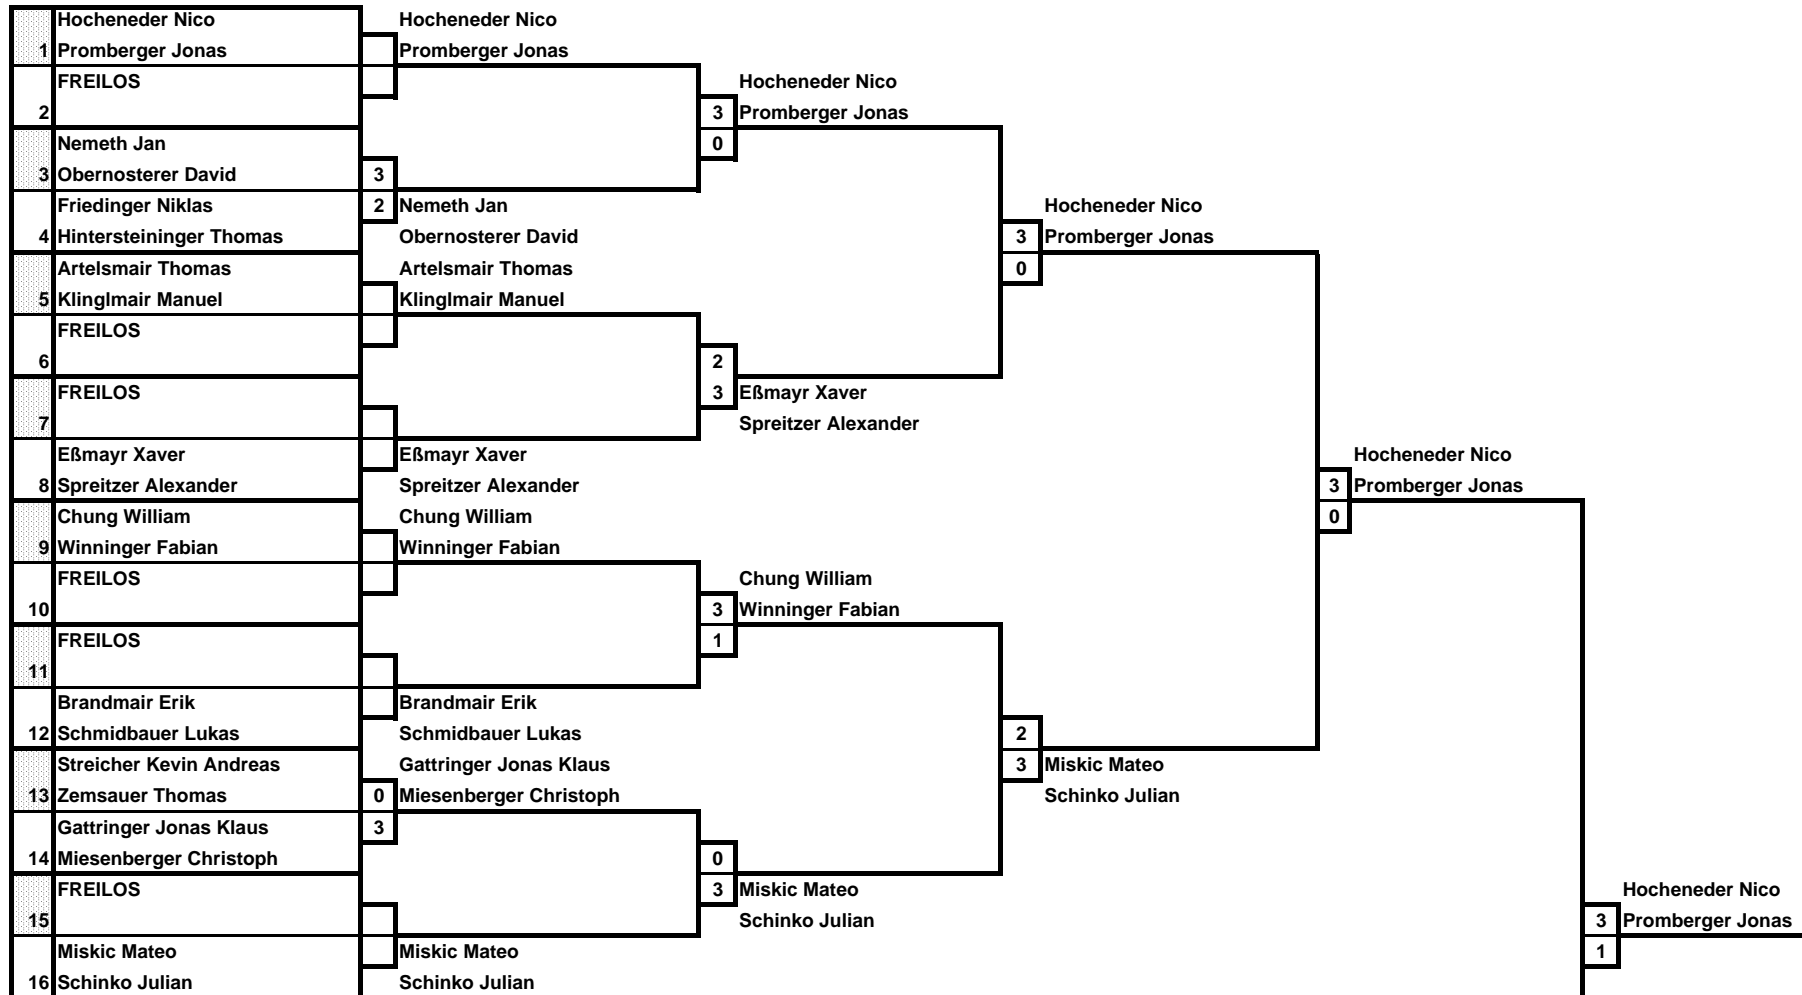 Hocheneder Nico Hocheneder Nico
1 Promberger Jonas Promberger Jonas
FREILOS Hocheneder Nico
2 3 Promberger Jonas
Nemeth Jan 0
3 Obernosterer David 3
Friedinger Niklas 2 Nemeth Jan Hocheneder Nico
4 Hintersteininger Thomas Obernosterer David 3 Promberger Jonas
Artelsmair Thomas Artelsmair Thomas 0
5 Klinglmair Manuel Klinglmair Manuel
FREILOS
6 2
FREILOS 3 Eßmayr Xaver
7 Spreitzer Alexander
Eßmayr Xaver Eßmayr Xaver Hocheneder Nico
8 Spreitzer Alexander Spreitzer Alexander 3 Promberger Jonas
Chung William Chung William 0
9 Winninger Fabian Winninger Fabian
FREILOS Chung William
10 3 Winninger Fabian
FREILOS 1
11
Brandmair Erik Brandmair Erik
12 Schmidbauer Lukas Schmidbauer Lukas 2
Streicher Kevin Andreas Gattringer Jonas Klaus 3 Miskic Mateo
13 Zemsauer Thomas 0 Miesenberger Christoph Schinko Julian
Gattringer Jonas Klaus 3
14 Miesenberger Christoph 0
FREILOS 3 Miskic Mateo Hocheneder Nico
15 Schinko Julian 3 Promberger Jonas
Miskic Mateo Miskic Mateo 1
16 Schinko Julian Schinko Julian